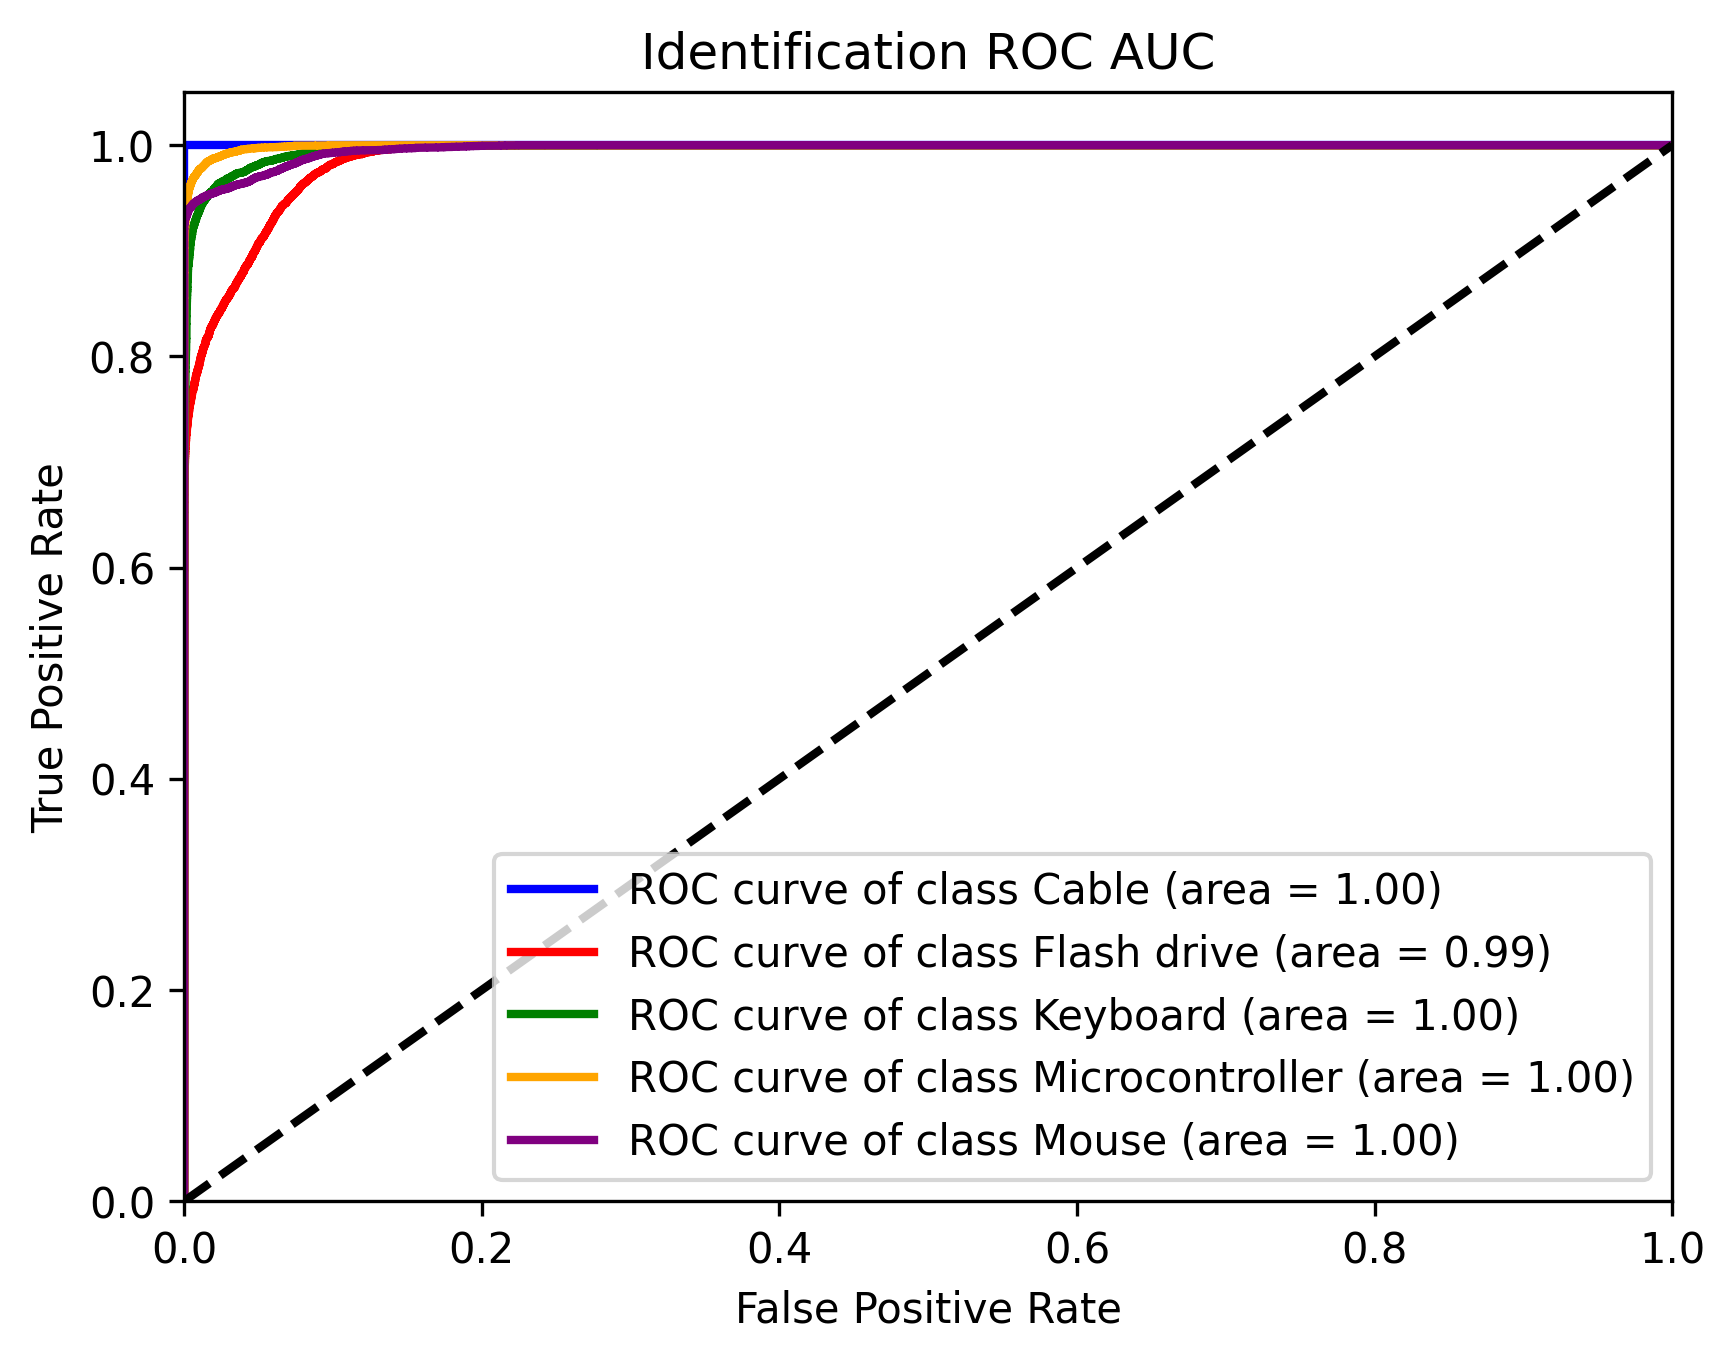 Identification ROC AUC
True Positive Rate
1.0
0.8
0.6
0.4
0.2
0.0
ROC curve of class Cable (area = 1.00)
ROC curve of class Flash drive (area = 0.99)
ROC curve of class Keyboard (area = 1.00)
ROC curve of class Microcontroller (area = 1.00)
ROC curve of class Mouse (area = 1.00)
0.0 0.2 0.4 0.6 0.8 1.0
False Positive Rate